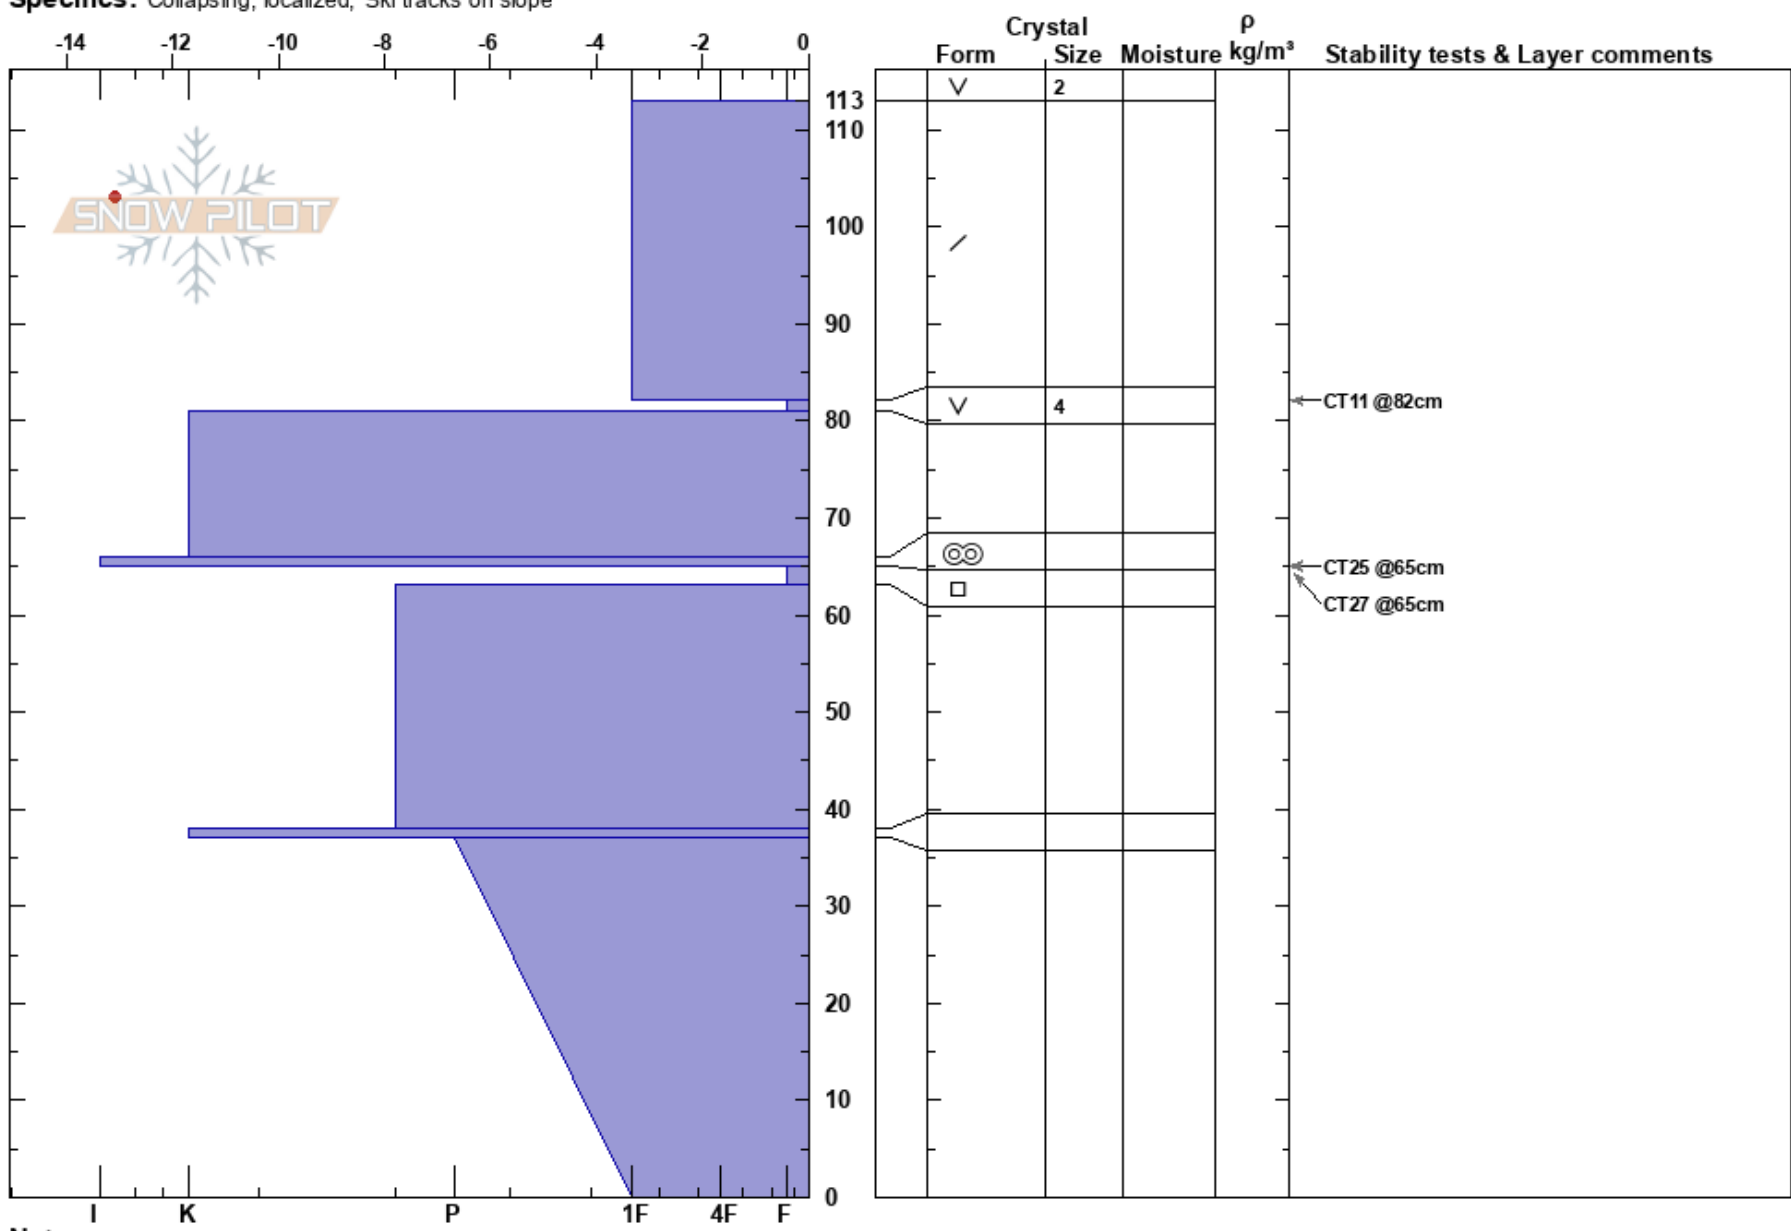 Specifics: Collapsing, localized, Ski tracks on slope
-14 -12 -10 -8 -6 -4 -2 0
Crystal
Form Size Moisture ρ kg/m³ Stability tests & Layer comments
2
113
110
SNOW PILOT
100
90
4
CT11 @82cm
80
70
CT25 @65cm
CT27 @65cm
60
50
40
30
20
10
0
I K P 1F 4F F